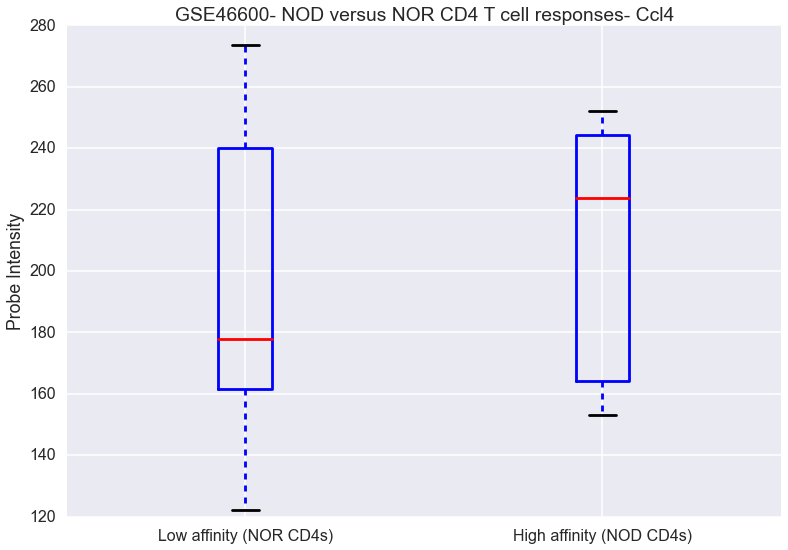 GSE46600- NOD versus NOR CD4 T cell responses- Ccl4
280
260
240
220
200
180
160
140
120
Probe Intensity
Low affinity (NOR CD4s)
High affinity (NOD CD4s)